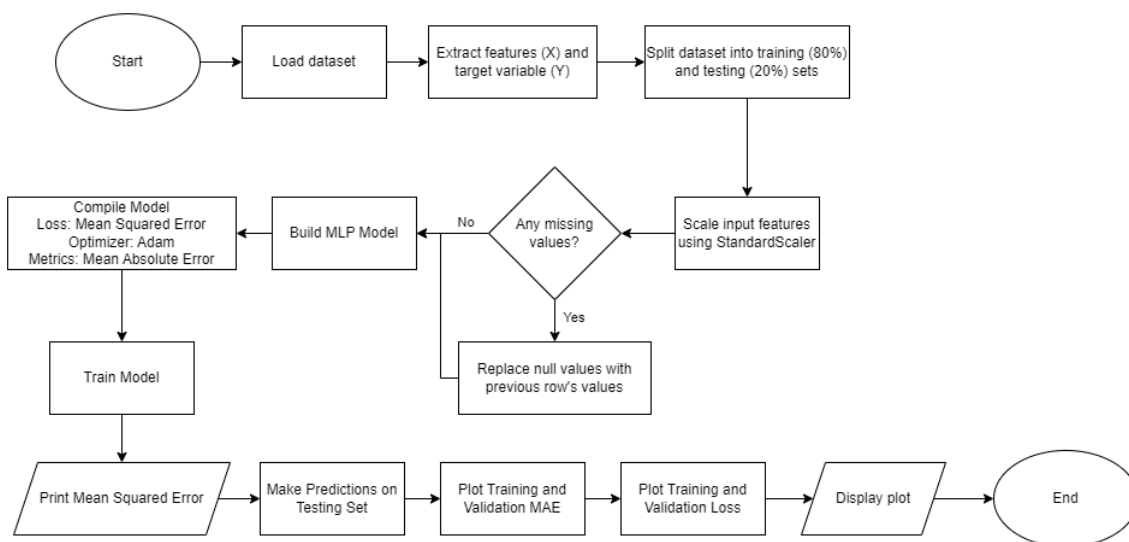 Start
Load dataset
Extract features (X) and
target variable (Y)
Split dataset into training (80%)
and testing (20%) sets
Scale input features
using StandardScaler
Any missing
values?
No
Yes
Replace null values with
previous row's values
Build MLP Model
Compile Model
Loss: Mean Squared Error
Optimizer: Adam
Metrics: Mean Absolute Error
Train Model
Print Mean Squared Error
Make Predictions on
Testing Set
Plot Training and
Validation MAE
Plot Training and
Validation Loss
Display plot
End